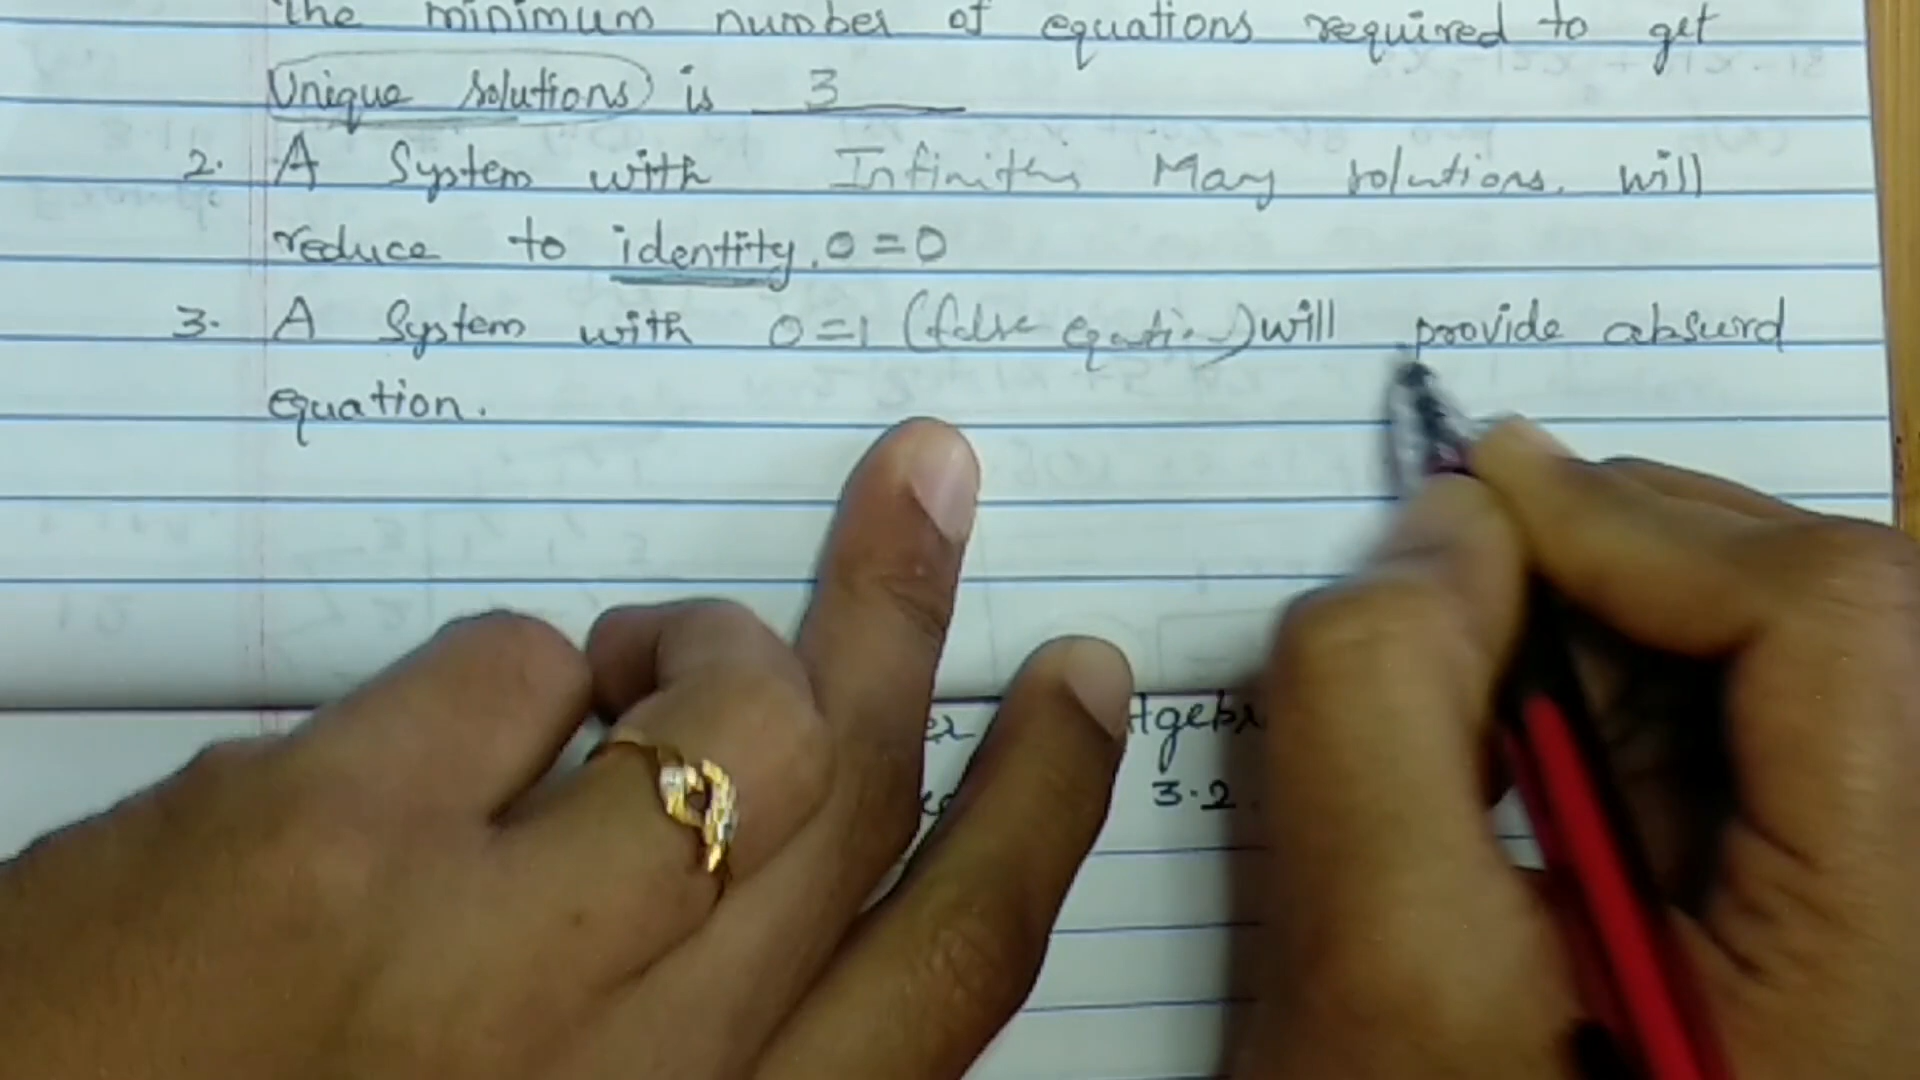 the minimum number of equations required to get
Unique solutions is 3
2. A System with Infinitely Many solutions. will
reduce to identity. 0=0
3. A System with 0=1 (false equation) will provide absurd
equation.
3.2